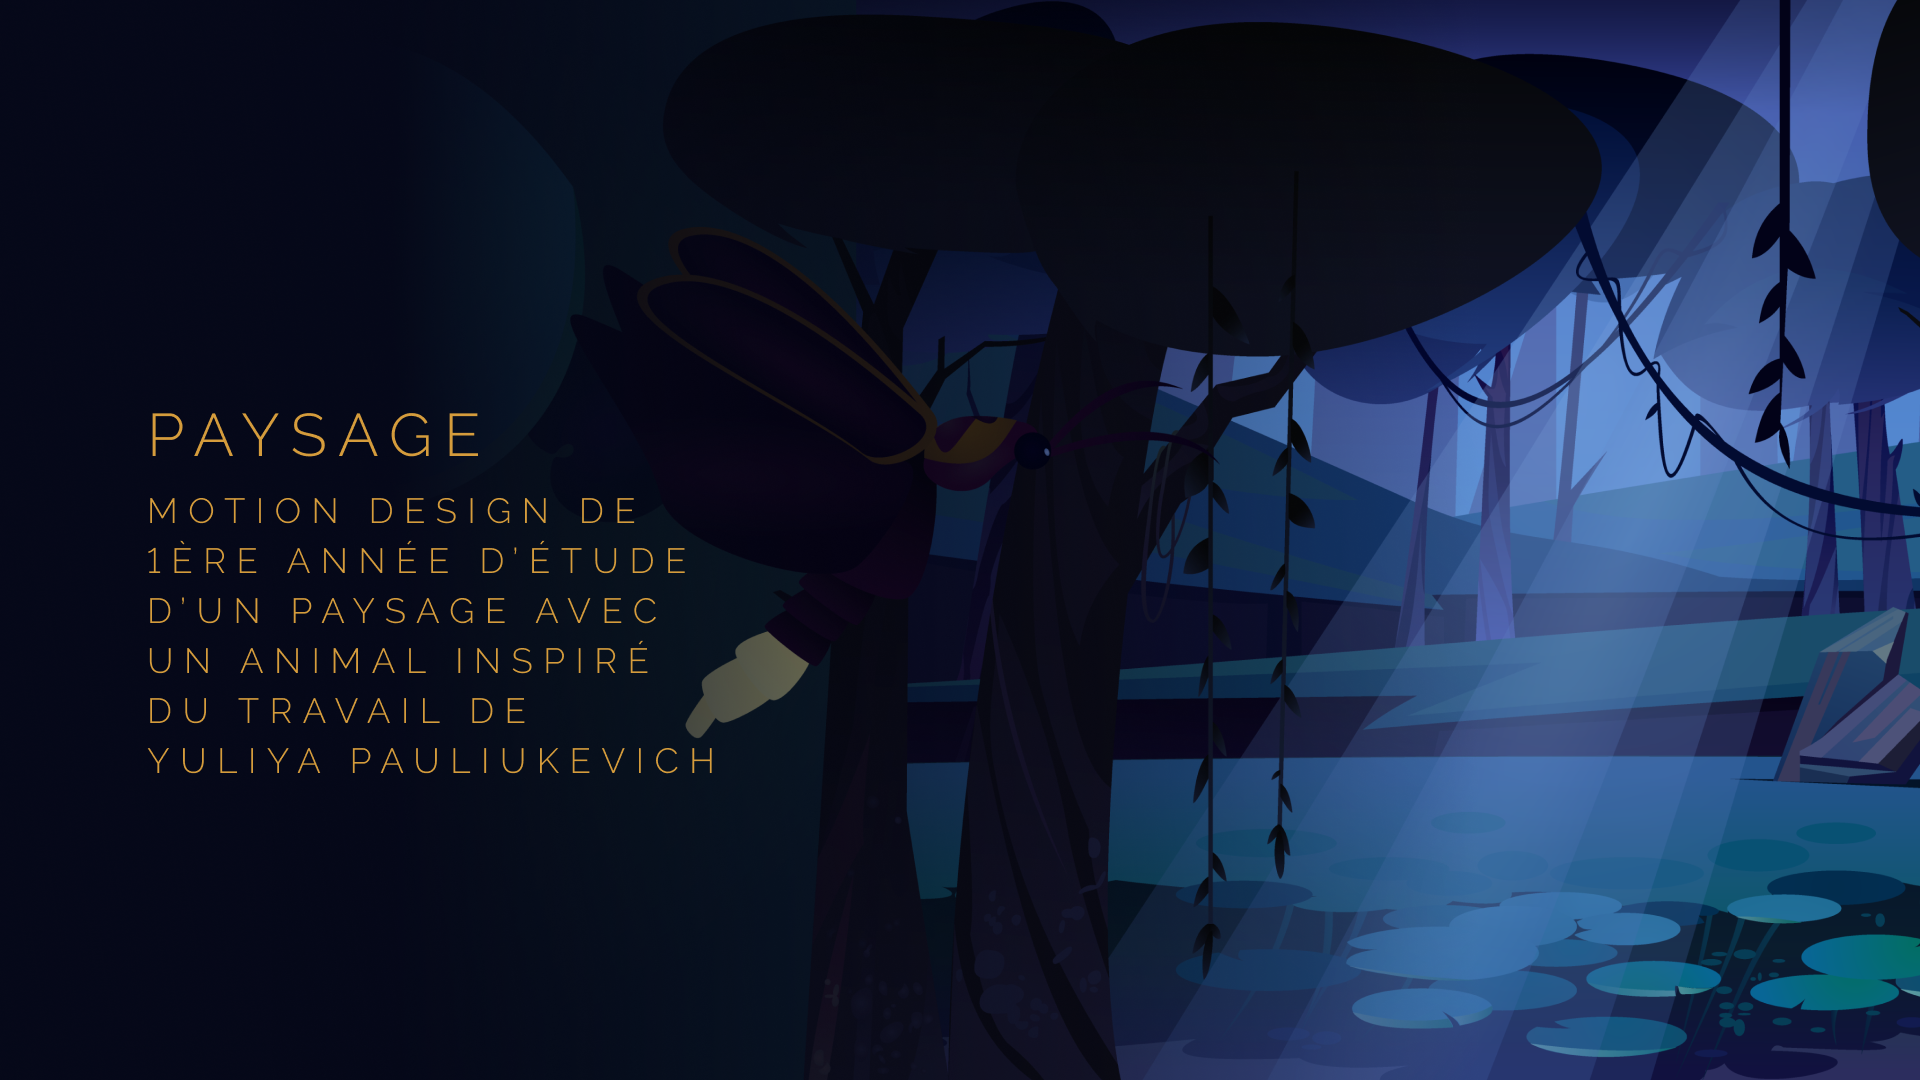 PAYSAGE
MOTION DESIGN DE
1ÈRE ANNÉE D'ÉTUDE
D'UN PAYSAGE AVEC
UN ANIMAL INSPIRÉ
DU TRAVAIL DE
YULIYA PAULIUKEVICH